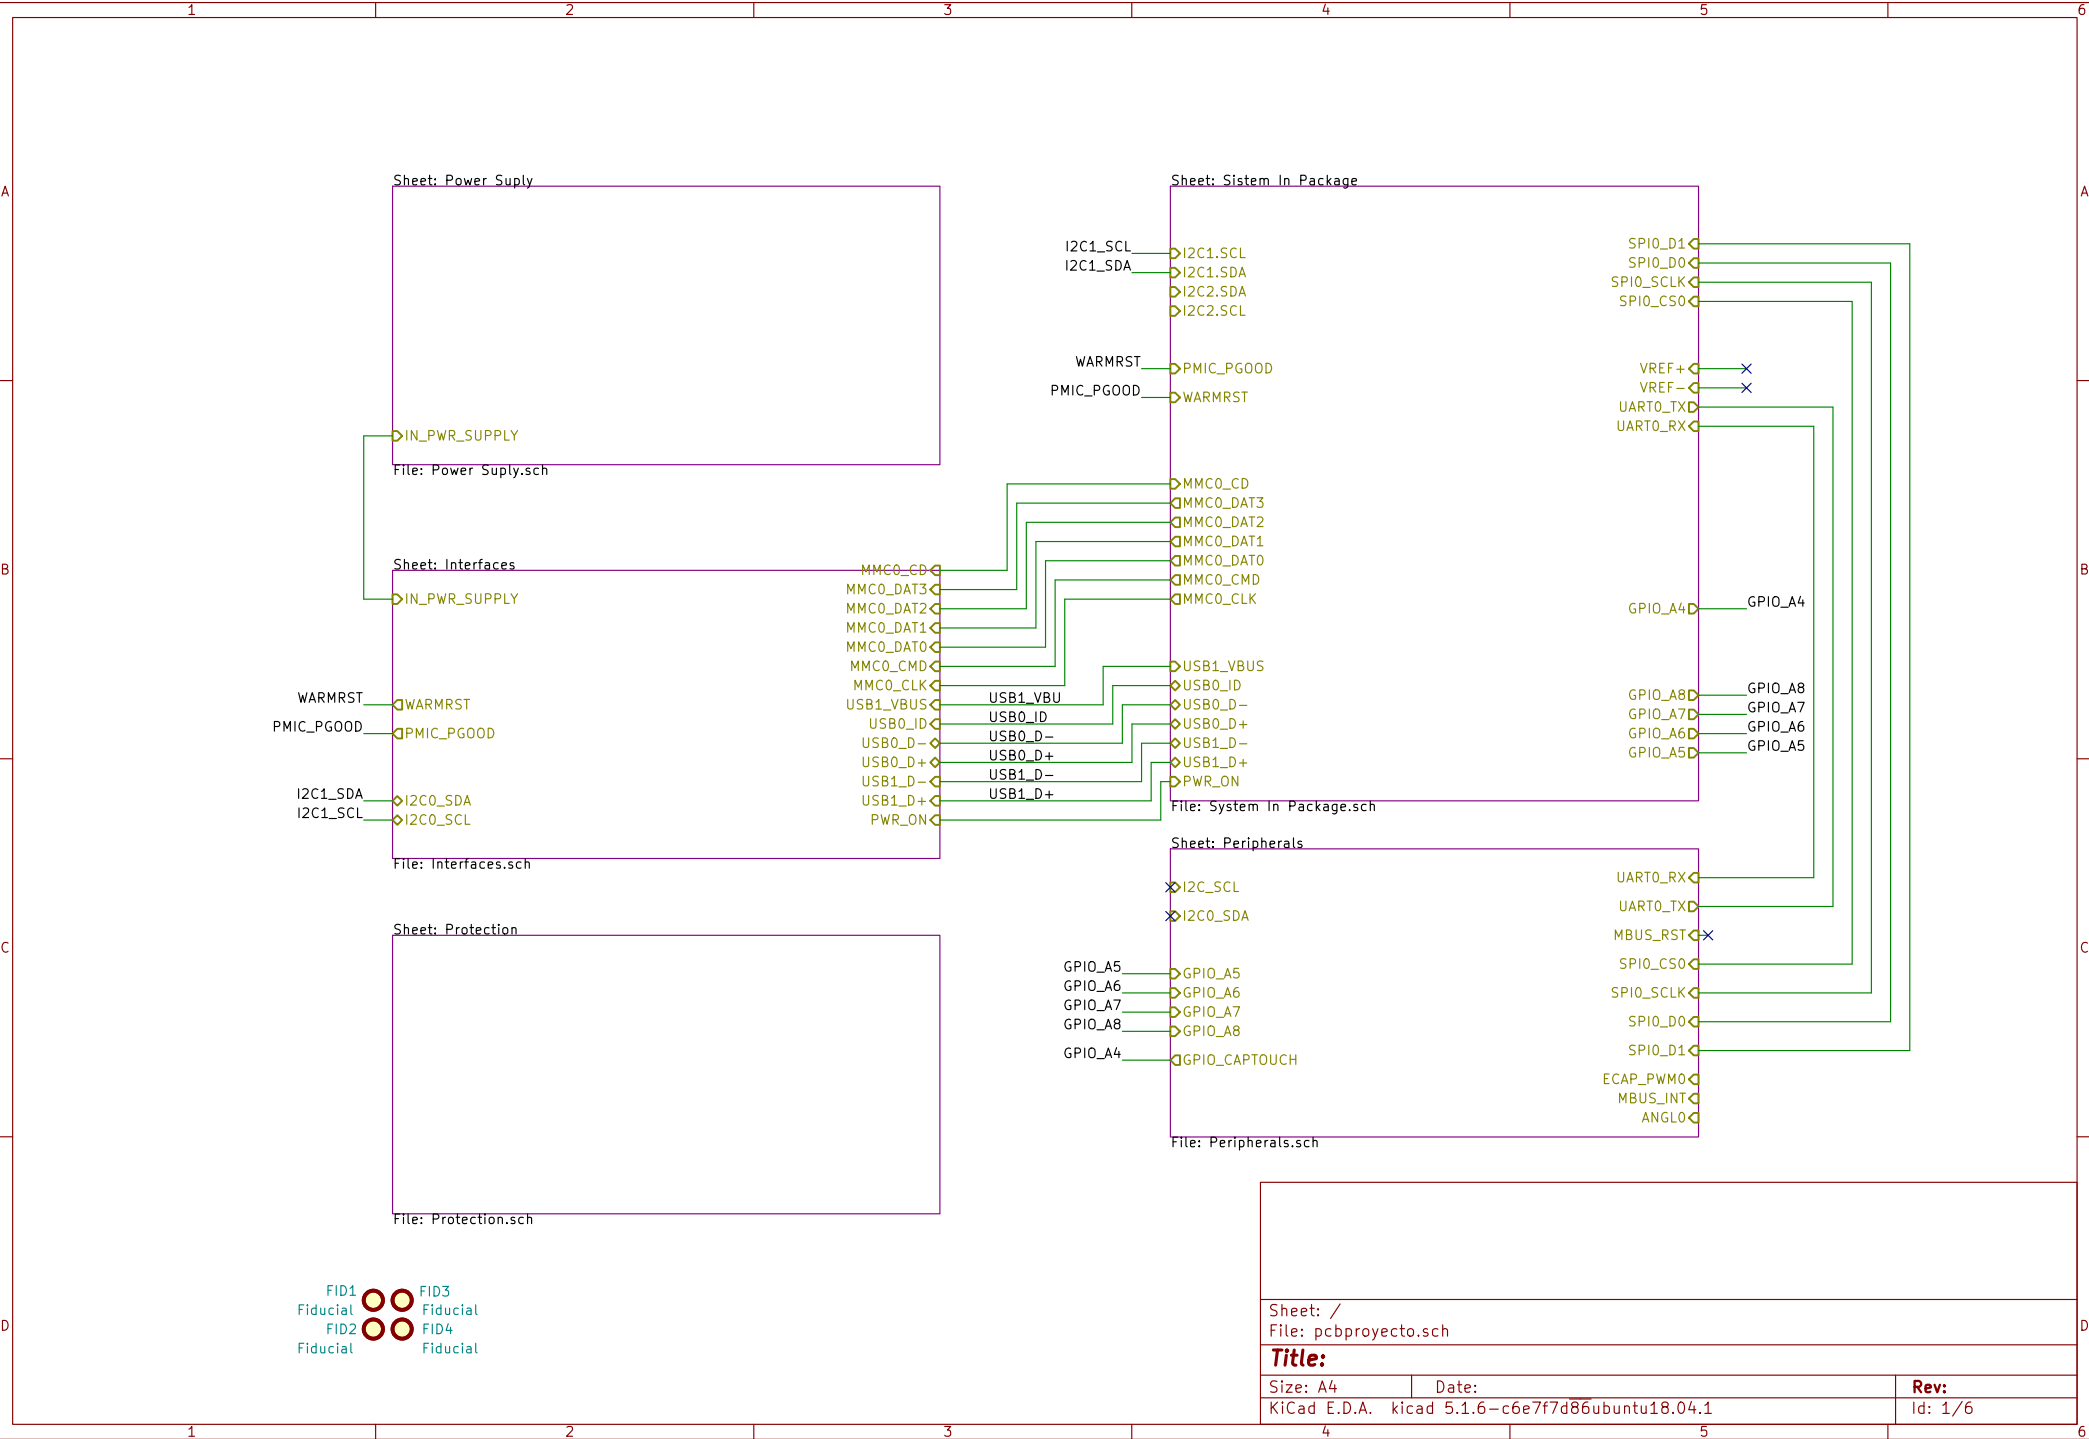 1 2 3 4 5 6
A A
B B
C C
D D
Sheet: Power Suply
IN_PWR_SUPPLY
File: Power Suply.sch
Sheet: Interfaces
IN_PWR_SUPPLY
WARMRST
WARMRST
PMIC_PGOOD
PMIC_PGOOD
I2C1_SDA
I2C0_SDA
I2C1_SCL
I2C0_SCL
MMC0_CD
MMC0_DAT3
MMC0_DAT2
MMC0_DAT1
MMC0_DAT0
MMC0_CMD
MMC0_CLK
USB1_VBUS
USB0_ID
USB0_D-
USB0_D+
USB1_D-
USB1_D+
PWR_ON
File: Interfaces.sch
USB1_VBU
USB0_ID
USB0_D-
USB0_D+
USB1_D-
USB1_D+
Sheet: Protection
File: Protection.sch
FID1
Fiducial
FID2
Fiducial
FID3
Fiducial
FID4
Fiducial
Sheet: Sistem In Package
I2C1_SCL
I2C1.SCL
I2C1_SDA
I2C1.SDA
I2C2.SDA
I2C2.SCL
WARMRST
PMIC_PGOOD
PMIC_PGOOD
WARMRST
MMC0_CD
MMC0_DAT3
MMC0_DAT2
MMC0_DAT1
MMC0_DAT0
MMC0_CMD
MMC0_CLK
USB1_VBUS
USB0_ID
USB0_D-
USB0_D+
USB1_D-
USB1_D+
PWR_ON
SPI0_D1
SPI0_D0
SPI0_SCLK
SPI0_CS0
VREF+
VREF-
UART0_TX
UART0_RX
GPIO_A4
GPIO_A4
GPIO_A8
GPIO_A8
GPIO_A7
GPIO_A7
GPIO_A6
GPIO_A6
GPIO_A5
GPIO_A5
File: System In Package.sch
Sheet: Peripherals
I2C_SCL
I2C0_SDA
GPIO_A5
GPIO_A5
GPIO_A6
GPIO_A6
GPIO_A7
GPIO_A7
GPIO_A8
GPIO_A8
GPIO_A4
GPIO_CAPTOUCH
UART0_RX
UART0_TX
MBUS_RST
SPI0_CS0
SPI0_SCLK
SPI0_D0
SPI0_D1
ECAP_PWM0
MBUS_INT
ANGL0
File: Peripherals.sch
Sheet: /
File: pcbproyecto.sch
Title:
Size: A4 Date: Rev:
KiCad E.D.A. kicad 5.1.6-c6e7f7d86ubuntu18.04.1 Id: 1/6
1 2 3 4 5 6